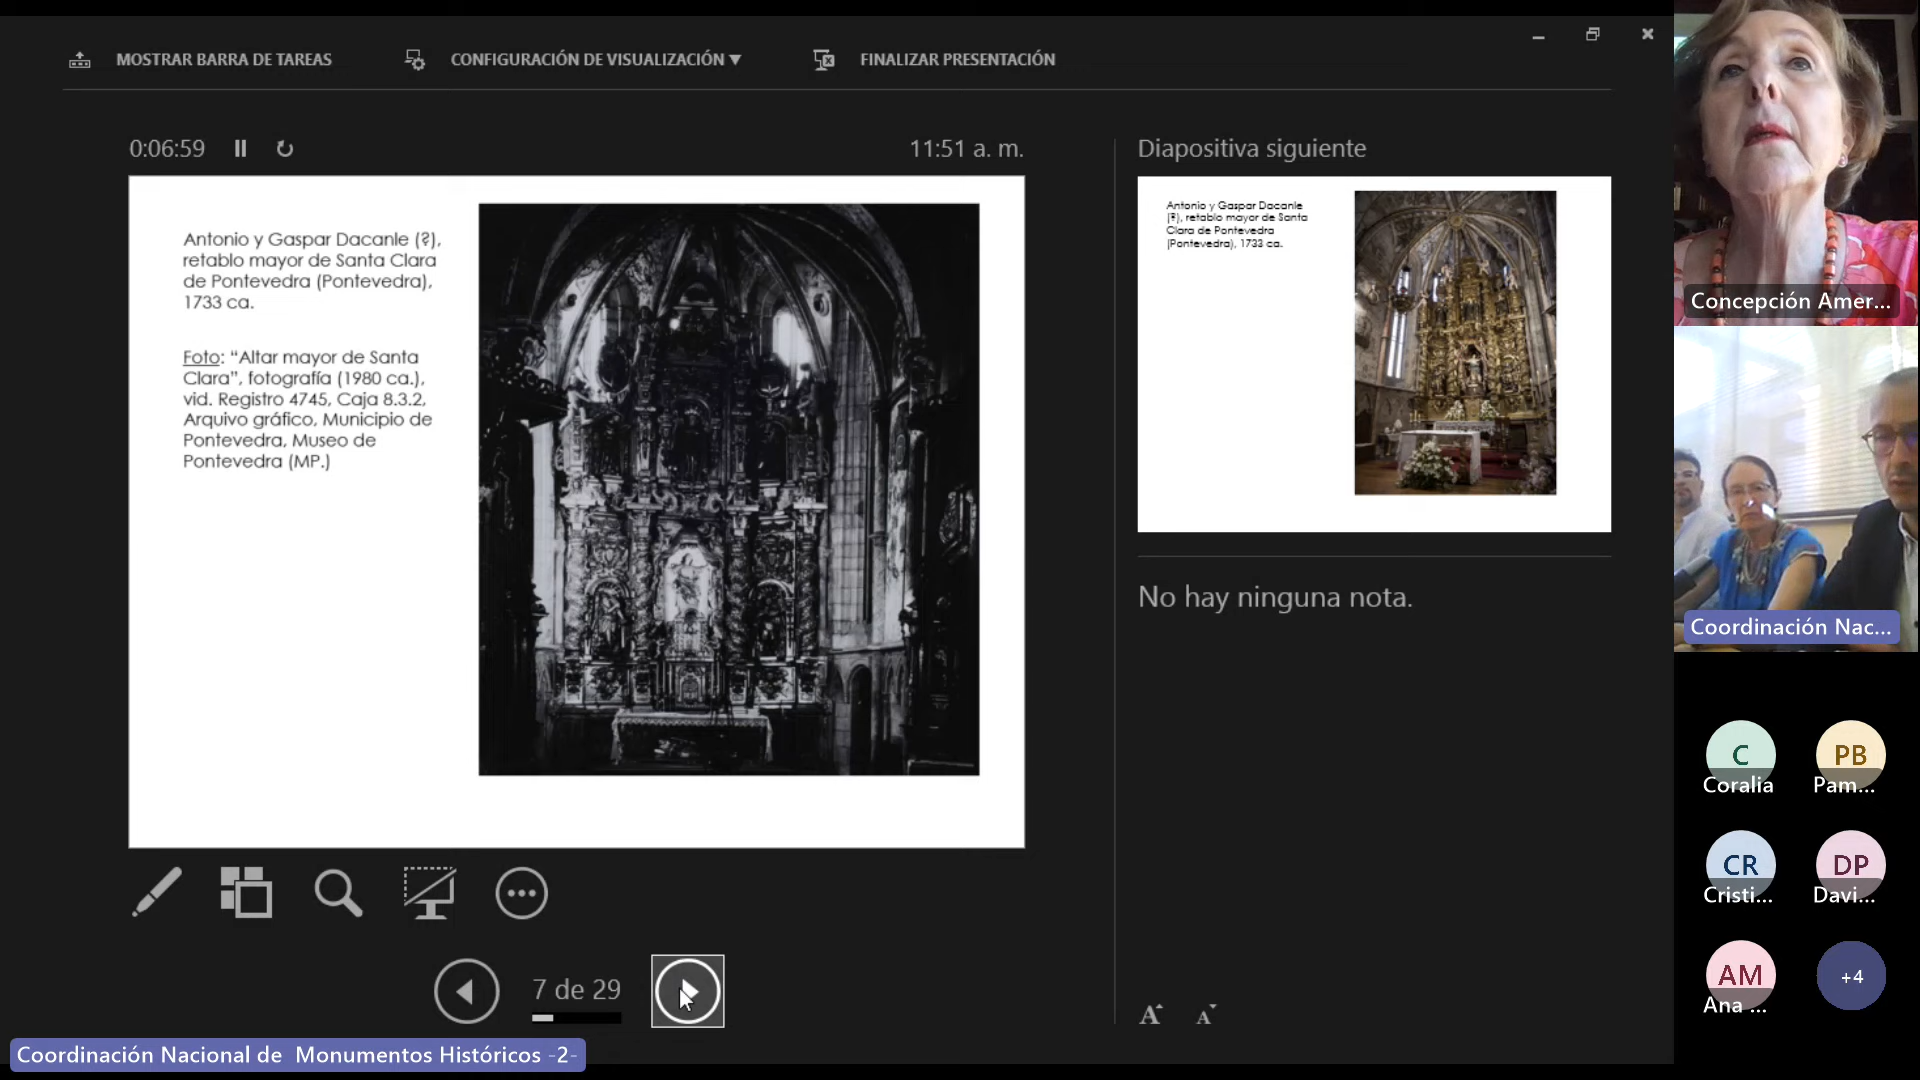 MOSTRAR BARRA DE TAREAS
CONFIGURACIÓN DE VISUALIZACIÓN ▼
FINALIZAR PRESENTACIÓN
0:06:59
11:51 a. m.
Antonio y Gaspar Dacanle (?),
retablo mayor de Santa Clara
de Pontevedra (Pontevedra),
1733 ca.
Foto: “Altar mayor de Santa
Clara”, fotografía (1980 ca.),
vid. Registro 4745, Caja 8.3.2,
Arquivo gráfico, Municipio de
Pontevedra, Museo de
Pontevedra (MP.)
7 de 29
Diapositiva siguiente
Antonio y Gaspar Dacanle
(?), retablo mayor de Santa
Clara de Pontevedra
(Pontevedra), 1733 ca.
No hay ninguna nota.
A
A
Concepción Amer...
Coordinación Nac...
C
Coralia
PB
Pam...
CR
Cristi...
DP
Davi...
AM
Ana ...
+4
Coordinación Nacional de  Monumentos Históricos -2-